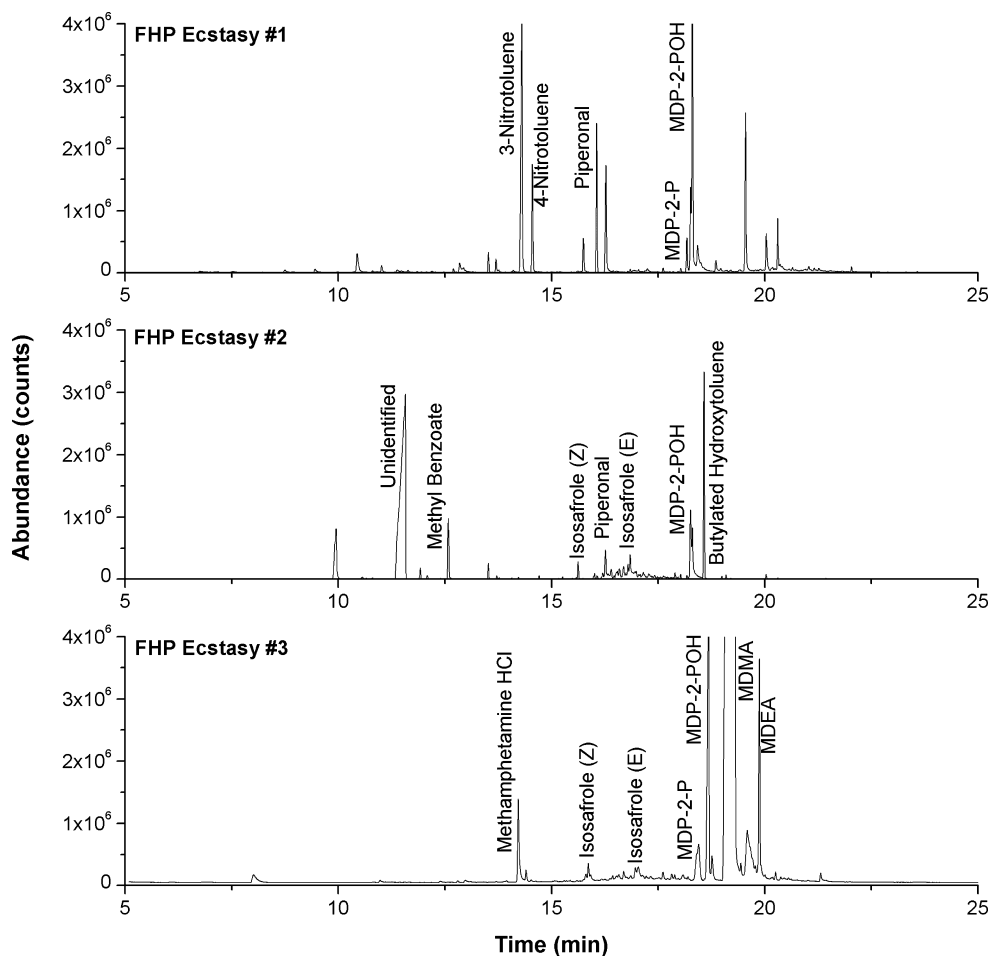 FHP Ecstasy #1
4x10⁶
3x10⁶
2x10⁶
1x10⁶
0
3-Nitrotoluene
4-Nitrotoluene
Piperonal
MDP-2-P
MDP-2-POH
5
10
15
20
25
FHP Ecstasy #2
4x10⁶
3x10⁶
2x10⁶
1x10⁶
0
Unidentified
Methyl Benzoate
Isosafrole (Z)
Piperonal
Isosafrole (E)
MDP-2-POH
Butylated Hydroxytoluene
5
10
15
20
25
FHP Ecstasy #3
4x10⁶
3x10⁶
2x10⁶
1x10⁶
0
Methamphetamine HCl
Isosafrole (Z)
Isosafrole (E)
MDP-2-P
MDP-2-POH
MDMA
MDEA
5
10
15
20
25
Abundance (counts)
Time (min)